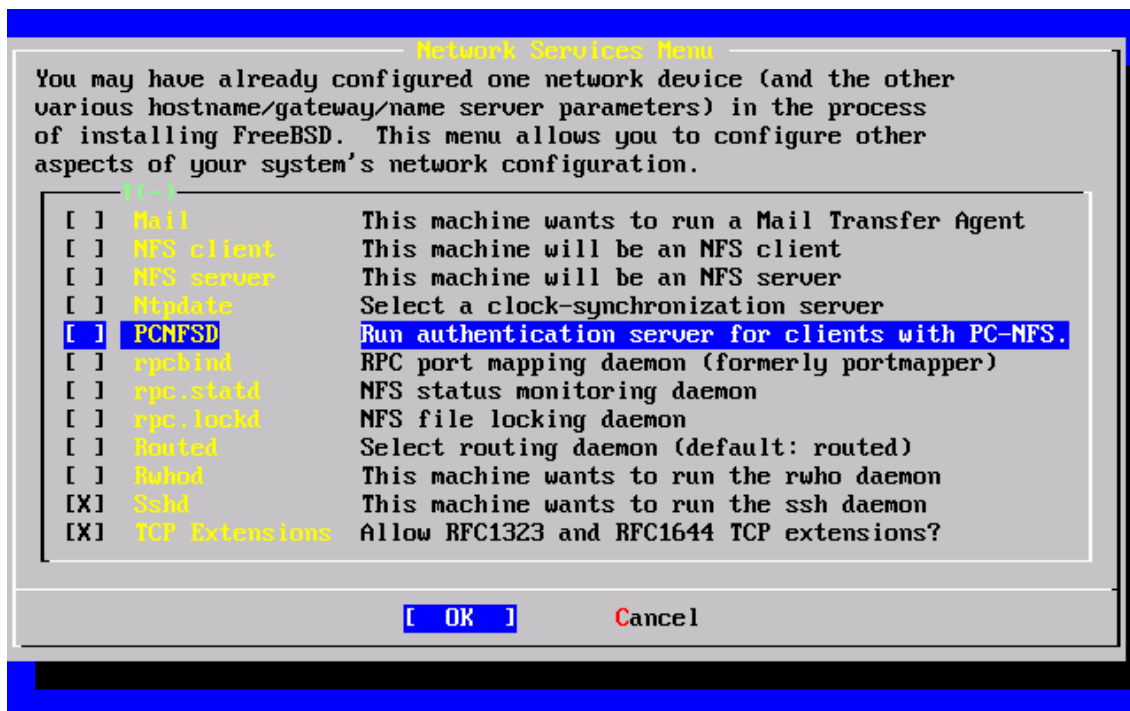 Network Services Menu
You may have already configured one network device (and the other
various hostname/gateway/name server parameters) in the process
of installing FreeBSD.  This menu allows you to configure other
aspects of your system's network configuration.
↑(-)
[ ] Mail This machine wants to run a Mail Transfer Agent
[ ] NFS client This machine will be an NFS client
[ ] NFS server This machine will be an NFS server
[ ] Ntpdate Select a clock-synchronization server
[ ] PCNFSD Run authentication server for clients with PC-NFS.
[ ] rpcbind RPC port mapping daemon (formerly portmapper)
[ ] rpc.statd NFS status monitoring daemon
[ ] rpc.lockd NFS file locking daemon
[ ] Routed Select routing daemon (default: routed)
[ ] Rwhod This machine wants to run the rwho daemon
[X] Sshd This machine wants to run the ssh daemon
[X] TCP Extensions Allow RFC1323 and RFC1644 TCP extensions?
[ OK ] Cancel